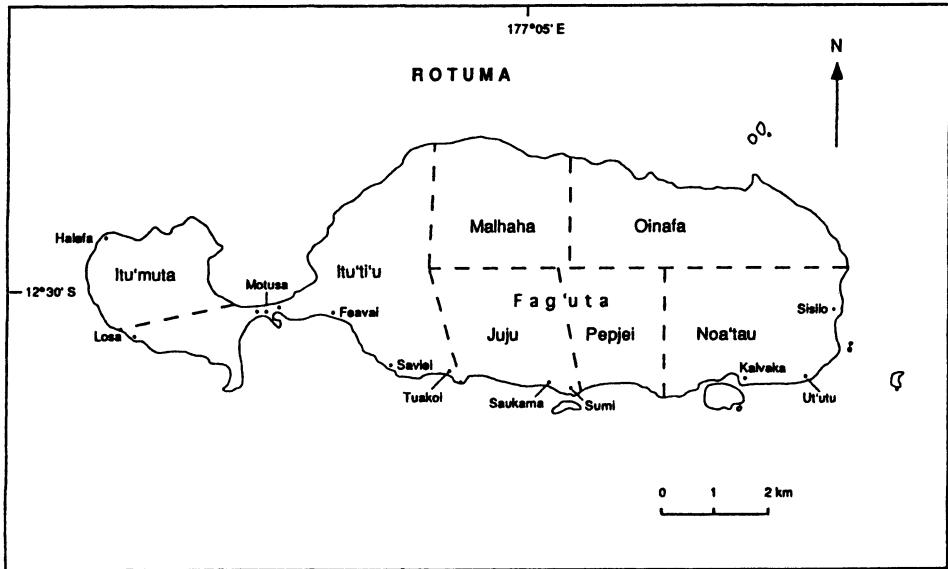 177°05' E
ROTUMA
N
Malhaha
Oinafa
Halafa
Itu'muta
Itu'ti'u
Motusa
12°30' S
Fag'uta
Feavai
Sisilo
Losa
Juju
Pepjei
Noa'tau
Savlei
Kalvaka
Tuakoi
Saukama
Sumi
Ut'utu
0 1 2 km